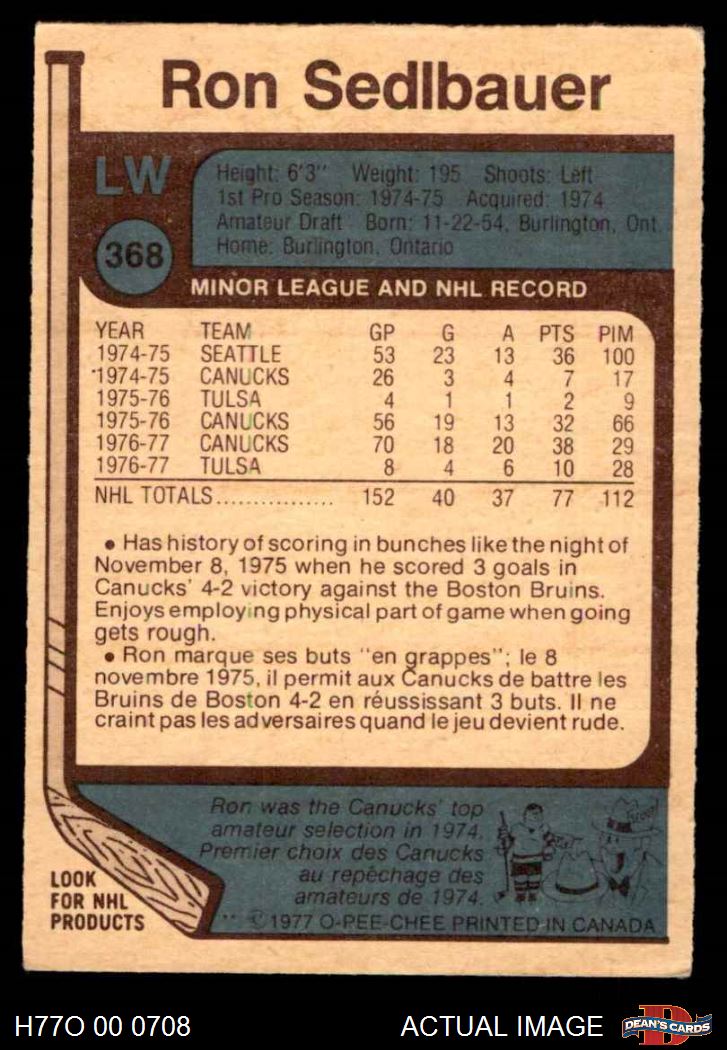 Ron Sedlbauer
LW
368
Height: 6'3" Weight: 195 Shoots: Left
1st Pro Season: 1974-75 Acquired: 1974
Amateur Draft Born: 11-22-54, Burlington, Ont.
Home: Burlington, Ontario
MINOR LEAGUE AND NHL RECORD
YEAR TEAM GP G A PTS PIM
1974-75 SEATTLE 53 23 13 36 100
1974-75 CANUCKS 26 3 4 7 17
1975-76 TULSA 4 1 1 2 9
1975-76 CANUCKS 56 19 13 32 66
1976-77 CANUCKS 70 18 20 38 29
1976-77 TULSA 8 4 6 10 28
NHL TOTALS................ 152 40 37 77 112
• Has history of scoring in bunches like the night of
November 8, 1975 when he scored 3 goals in
Canucks' 4-2 victory against the Boston Bruins.
Enjoys employing physical part of game when going
gets rough.
• Ron marque ses buts "en grappes"; le 8
novembre 1975, il permit aux Canucks de battre les
Bruins de Boston 4-2 en réussissant 3 buts. Il ne
craint pas les adversaires quand le jeu devient rude.
Ron was the Canucks' top
amateur selection in 1974.
Premier choix des Canucks
au repêchage des
amateurs de 1974.
LOOK
FOR NHL
PRODUCTS
** © 1977 O-PEE-CHEE PRINTED IN CANADA
H77O 00 0708
ACTUAL IMAGE
D
DEAN'S CARDS